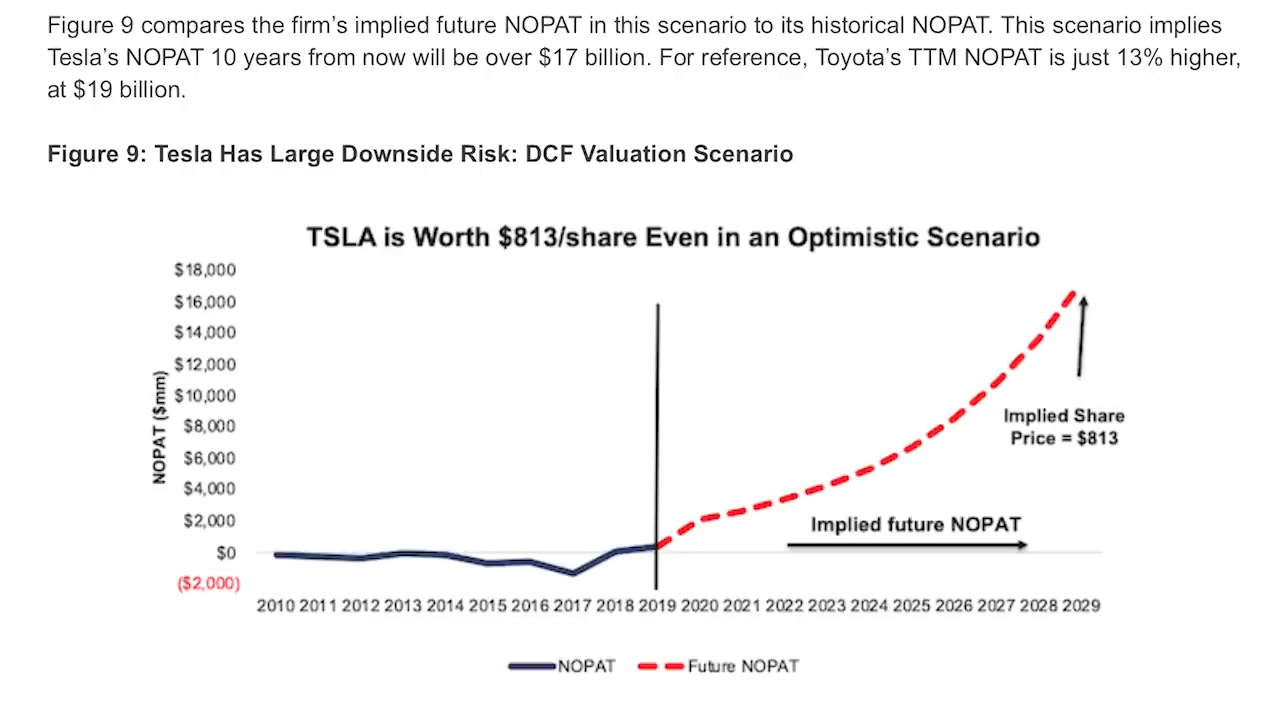 Figure 9 compares the firm’s implied future NOPAT in this scenario to its historical NOPAT. This scenario implies
Tesla’s NOPAT 10 years from now will be over $17 billion. For reference, Toyota’s TTM NOPAT is just 13% higher,
at $19 billion.
Figure 9: Tesla Has Large Downside Risk: DCF Valuation Scenario
TSLA is Worth $813/share Even in an Optimistic Scenario
NOPAT ($mm)
$18,000
$16,000
$14,000
$12,000
$10,000
$8,000
$6,000
$4,000
$2,000
$0
($2,000)
Implied Share
Price = $813
Implied future NOPAT
2010 2011 2012 2013 2014 2015 2016 2017 2018 2019 2020 2021 2022 2023 2024 2025 2026 2027 2028 2029
NOPAT Future NOPAT